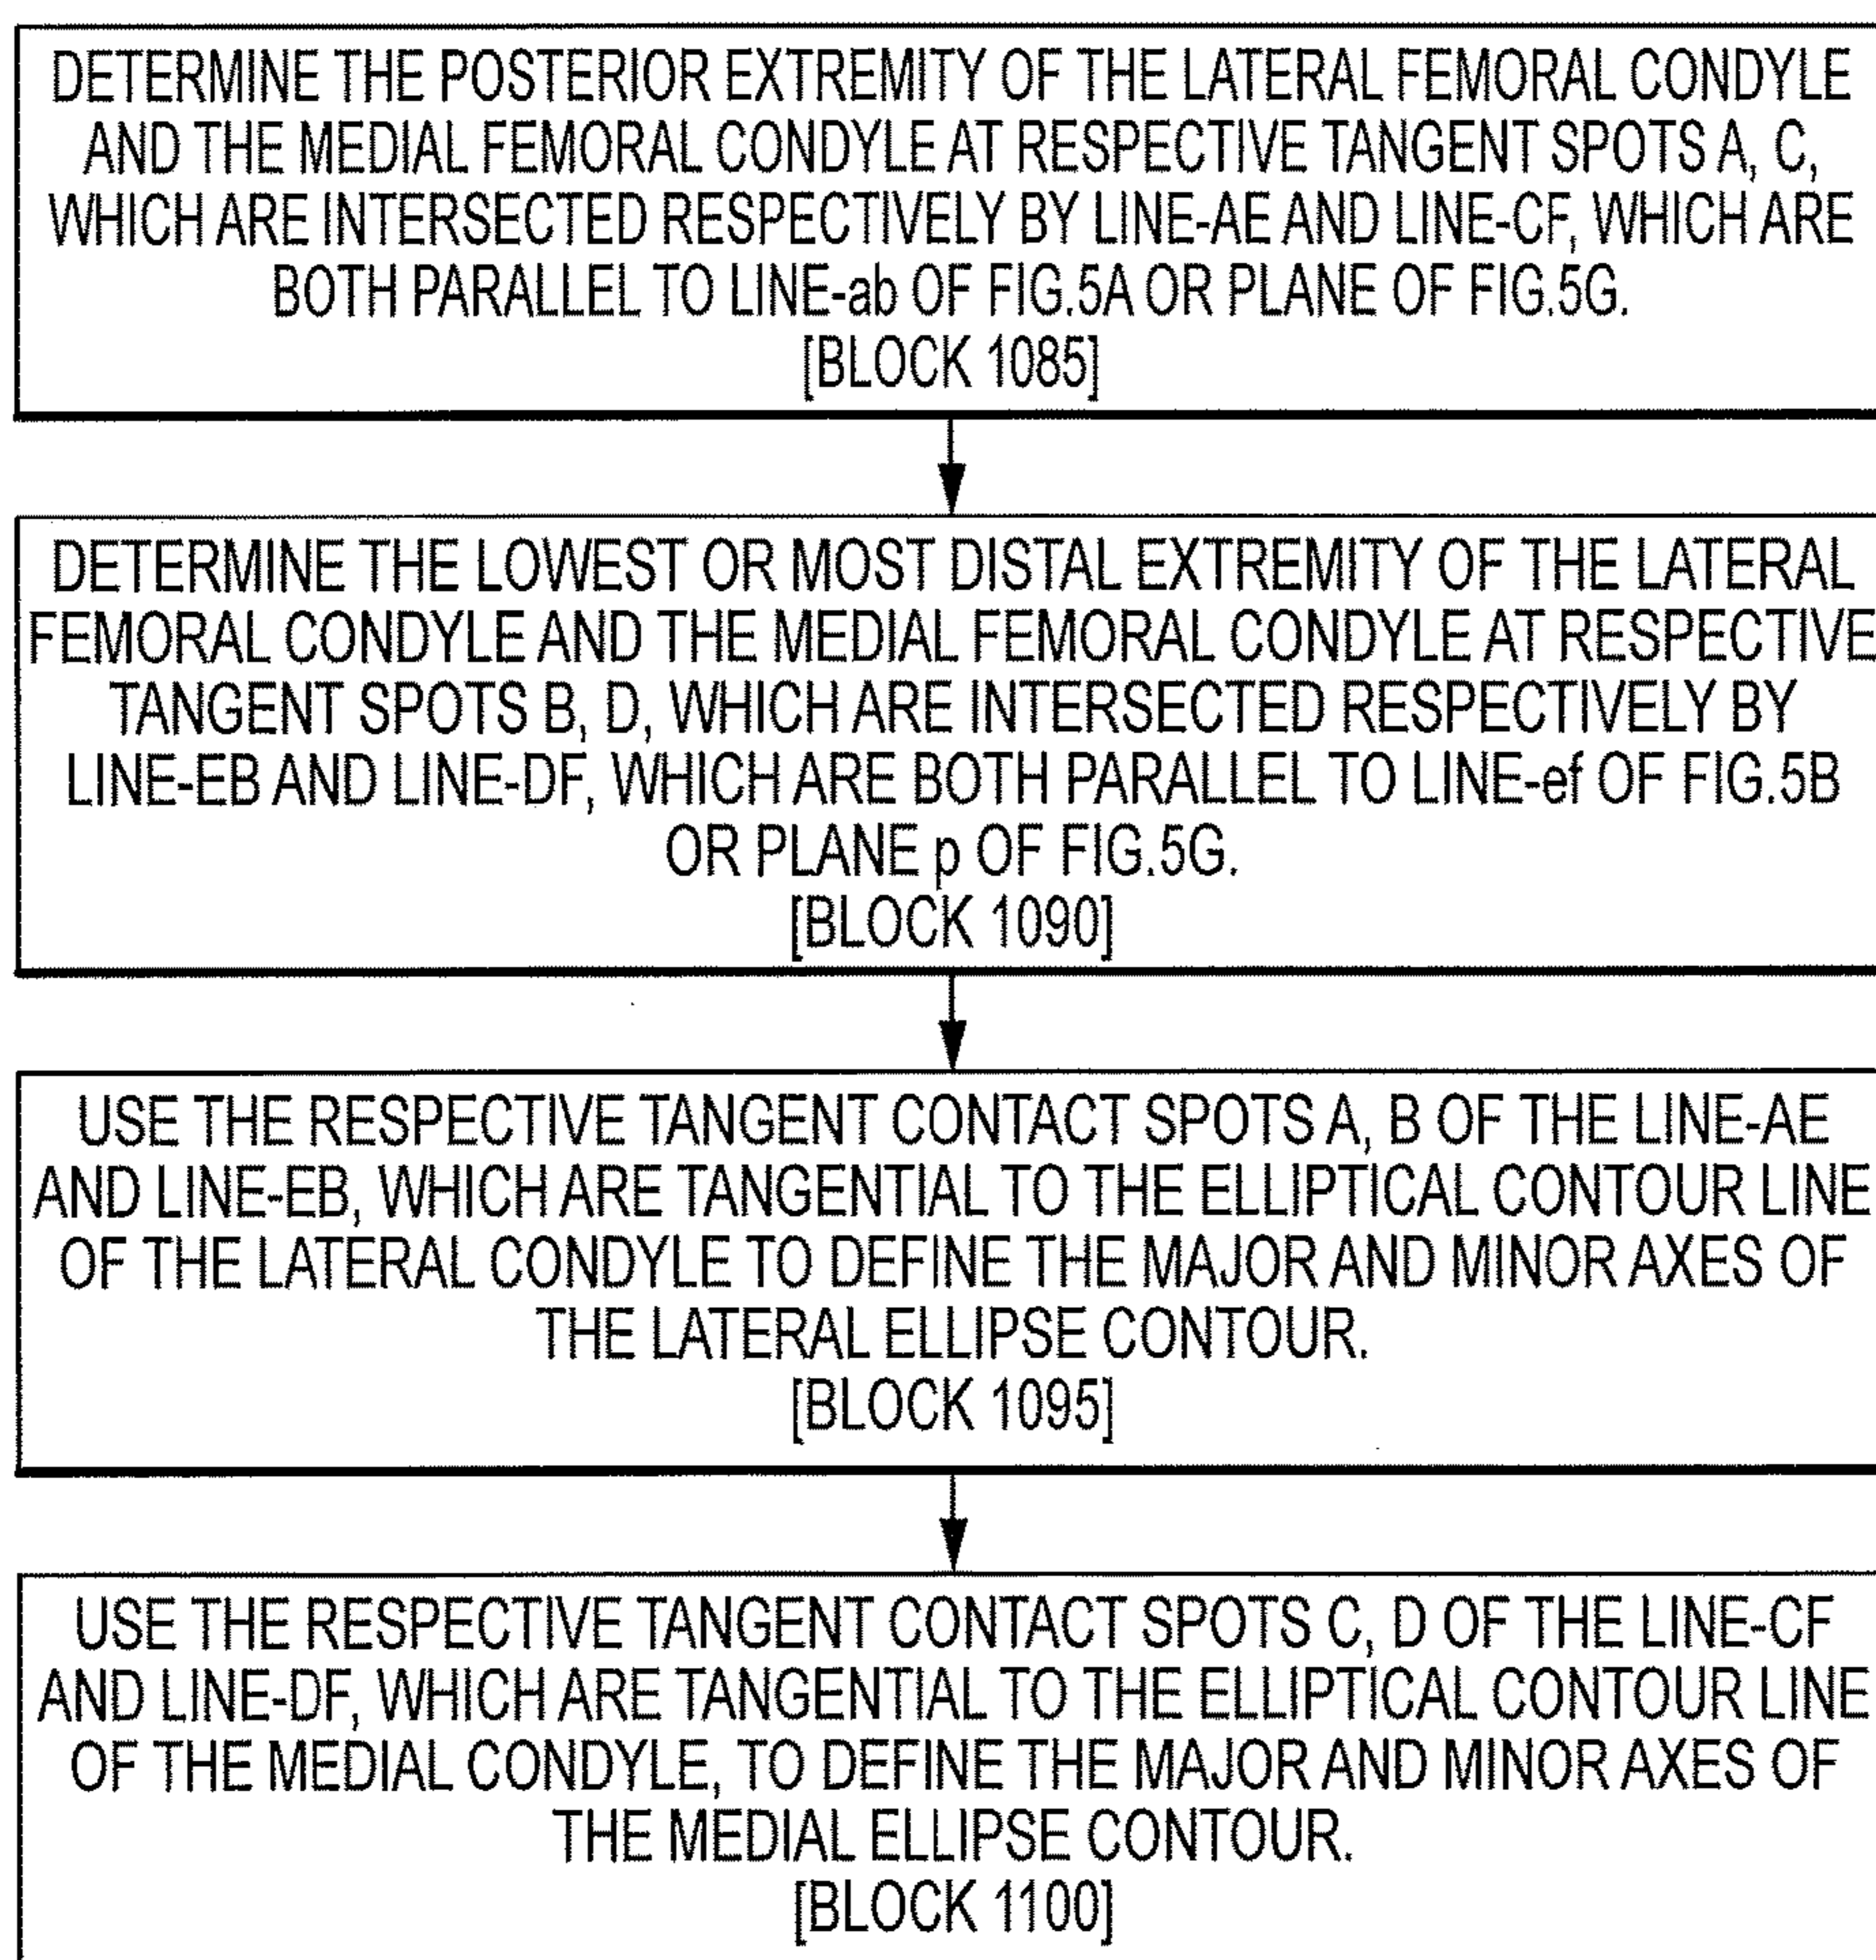 DETERMINE THE POSTERIOR EXTREMITY OF THE LATERAL FEMORAL CONDYLE
AND THE MEDIAL FEMORAL CONDYLE AT RESPECTIVE TANGENT SPOTS A, C,
WHICH ARE INTERSECTED RESPECTIVELY BY LINE-AE AND LINE-CF, WHICH ARE
BOTH PARALLEL TO LINE-ab OF FIG.5A OR PLANE OF FIG.5G.
[BLOCK 1085]
DETERMINE THE LOWEST OR MOST DISTAL EXTREMITY OF THE LATERAL
FEMORAL CONDYLE AND THE MEDIAL FEMORAL CONDYLE AT RESPECTIVE
TANGENT SPOTS B, D, WHICH ARE INTERSECTED RESPECTIVELY BY
LINE-EB AND LINE-DF, WHICH ARE BOTH PARALLEL TO LINE-ef OF FIG.5B
OR PLANE p OF FIG.5G.
[BLOCK 1090]
USE THE RESPECTIVE TANGENT CONTACT SPOTS A, B OF THE LINE-AE
AND LINE-EB, WHICH ARE TANGENTIAL TO THE ELLIPTICAL CONTOUR LINE
OF THE LATERAL CONDYLE TO DEFINE THE MAJOR AND MINOR AXES OF
THE LATERAL ELLIPSE CONTOUR.
[BLOCK 1095]
USE THE RESPECTIVE TANGENT CONTACT SPOTS C, D OF THE LINE-CF
AND LINE-DF, WHICH ARE TANGENTIAL TO THE ELLIPTICAL CONTOUR LINE
OF THE MEDIAL CONDYLE, TO DEFINE THE MAJOR AND MINOR AXES OF
THE MEDIAL ELLIPSE CONTOUR.
[BLOCK 1100]